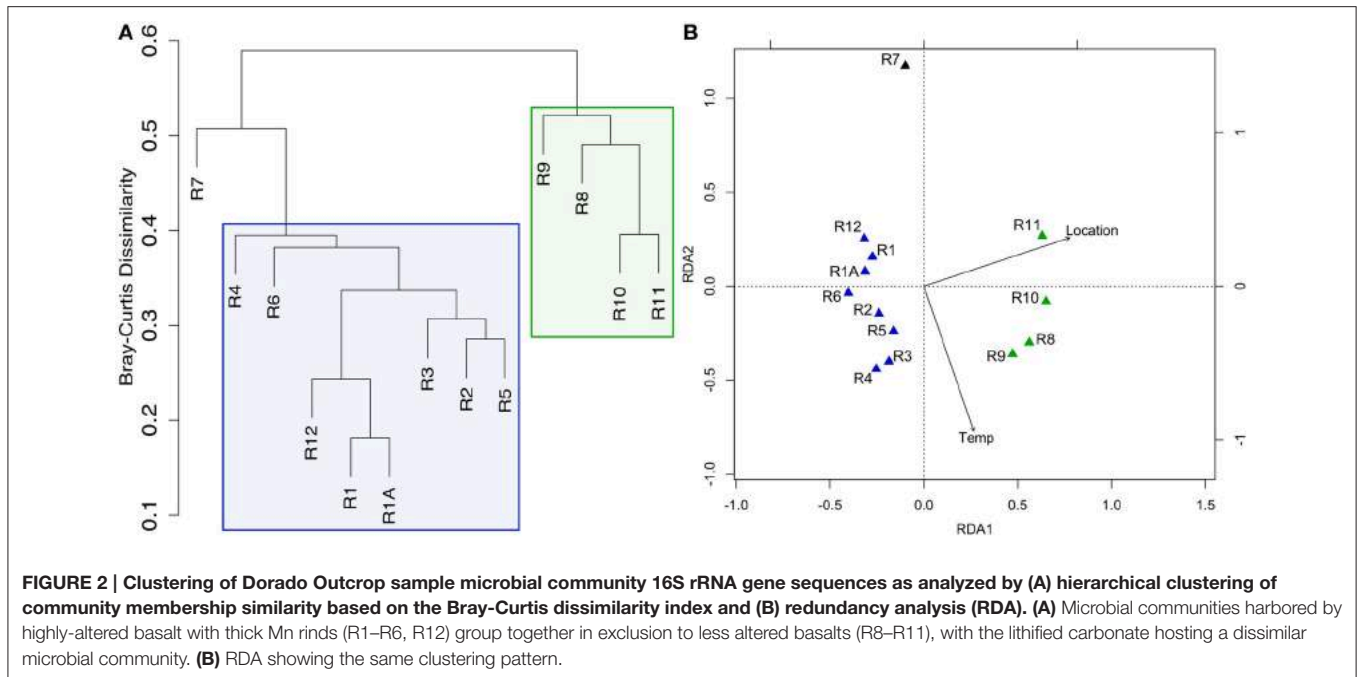 A
Bray-Curtis Dissimilarity
0.6
0.5
0.4
0.3
0.2
0.1
R7
R4
R6
R12
R1
R1A
R3
R2
R5
R9
R8
R10
R11
B
RDA2
1.0
0.5
0.0
-0.5
-1.0
R7
R12
R1
R1A
R6
R2
R5
R3
R4
R11
Location
R10
R8
R9
Temp
1
0
-1
-1.0
-0.5
0.0
0.5
1.0
1.5
RDA1
FIGURE 2 | Clustering of Dorado Outcrop sample microbial community 16S rRNA gene sequences as analyzed by (A) hierarchical clustering of
community membership similarity based on the Bray-Curtis dissimilarity index and (B) redundancy analysis (RDA). (A) Microbial communities harbored by
highly-altered basalt with thick Mn rinds (R1–R6, R12) group together in exclusion to less altered basalts (R8–R11), with the lithified carbonate hosting a dissimilar
microbial community. (B) RDA showing the same clustering pattern.